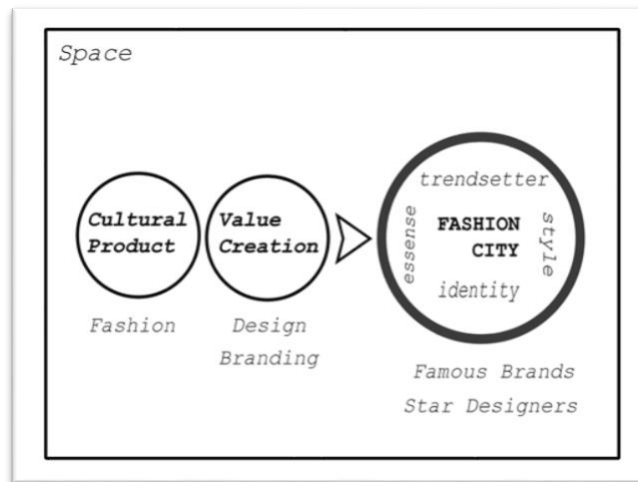 Space
Cultural
Product
Value
Creation
trendsetter
essense
FASHION
CITY
style
identity
Fashion
Design
Branding
Famous Brands
Star Designers